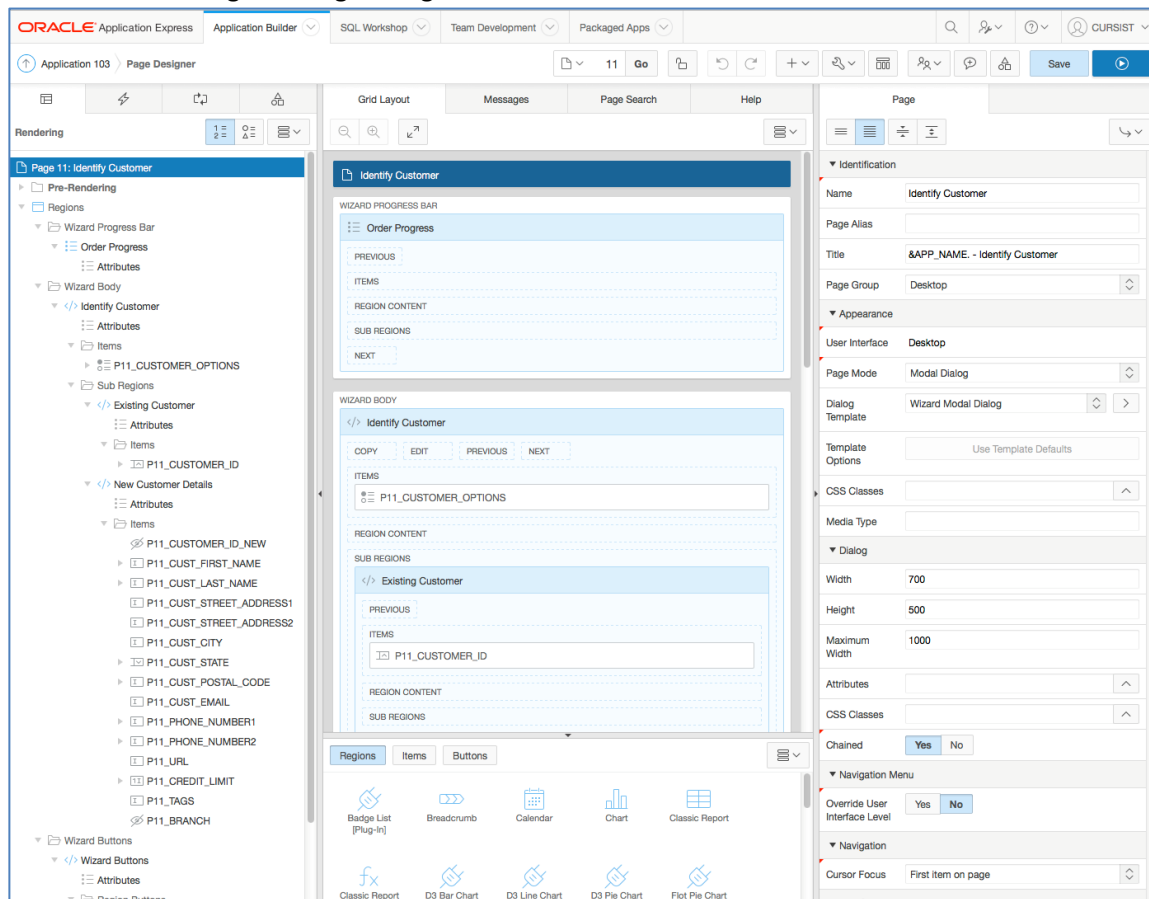 ORACLE Application Express Application Builder SQL Workshop Team Development Packaged Apps CURSIST
Application 103 Page Designer 11 Go Save
Rendering
Page 11: Identify Customer
Pre-Rendering
Regions
Wizard Progress Bar
Order Progress
Attributes
Wizard Body
Identify Customer
Attributes
Items
P11_CUSTOMER_OPTIONS
Sub Regions
Existing Customer
Attributes
Items
P11_CUSTOMER_ID
New Customer Details
Attributes
Items
P11_CUSTOMER_ID_NEW
P11_CUST_FIRST_NAME
P11_CUST_LAST_NAME
P11_CUST_STREET_ADDRESS1
P11_CUST_STREET_ADDRESS2
P11_CUST_CITY
P11_CUST_STATE
P11_CUST_POSTAL_CODE
P11_CUST_EMAIL
P11_PHONE_NUMBER1
P11_PHONE_NUMBER2
P11_URL
P11_CREDIT_LIMIT
P11_TAGS
P11_BRANCH
Wizard Buttons
Wizard Buttons
Attributes
Grid Layout Messages Page Search Help
Identify Customer
WIZARD PROGRESS BAR
Order Progress
PREVIOUS
ITEMS
REGION CONTENT
SUB REGIONS
NEXT
WIZARD BODY
Identify Customer
COPY EDIT PREVIOUS NEXT
ITEMS
P11_CUSTOMER_OPTIONS
REGION CONTENT
SUB REGIONS
Existing Customer
PREVIOUS
ITEMS
P11_CUSTOMER_ID
REGION CONTENT
SUB REGIONS
Regions Items Buttons
Badge List [Plug-In] Breadcrumb Calendar Chart Classic Report
Classic Report D3 Bar Chart D3 Line Chart D3 Pie Chart Flot Pie Chart
Page
Identification
Name Identify Customer
Page Alias
Title &APP_NAME. - Identify Customer
Page Group Desktop
Appearance
User Interface Desktop
Page Mode Modal Dialog
Dialog Template Wizard Modal Dialog
Template Options Use Template Defaults
CSS Classes
Media Type
Dialog
Width 700
Height 500
Maximum Width 1000
Attributes
CSS Classes
Chained Yes No
Navigation Menu
Override User Interface Level Yes No
Navigation
Cursor Focus First item on page